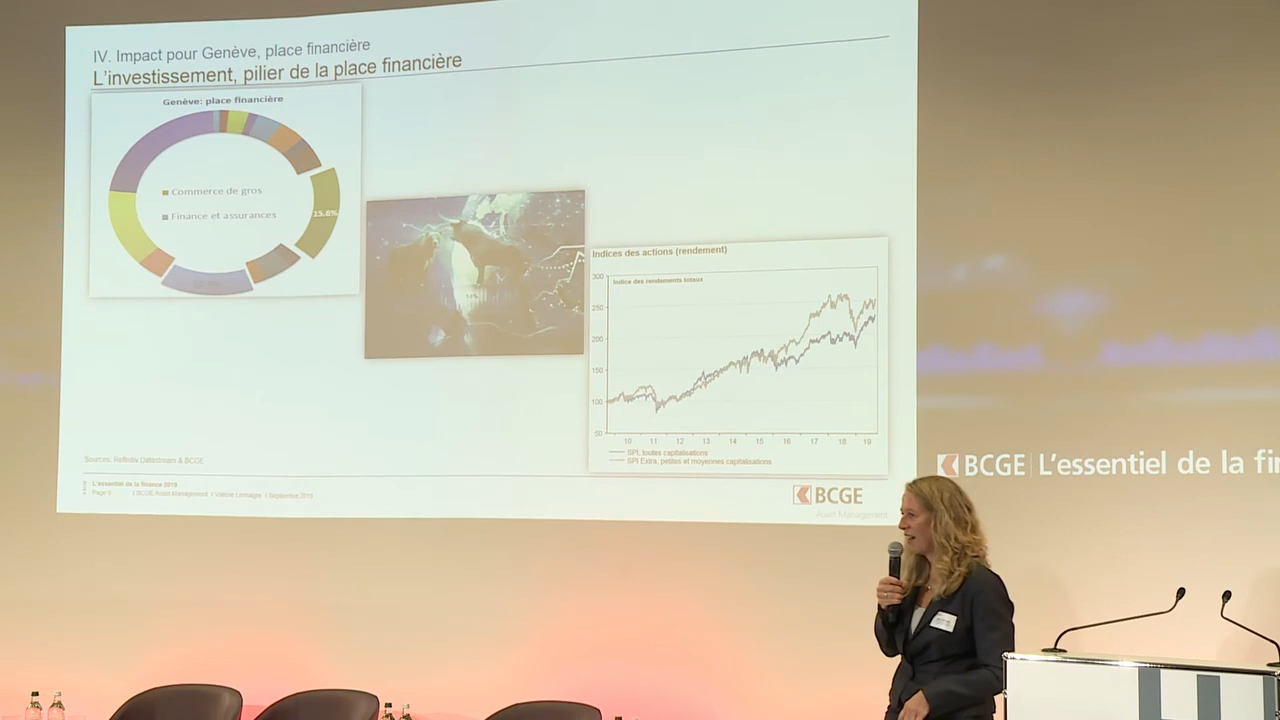 IV. Impact pour Genève, place financière
L'investissement, pilier de la place financière
Genève: place financière
Commerce de gros
Finance et assurances
15.6%
Indices des actions (rendement)
Indice des rendements totaux
300
250
200
150
100
50
10 11 12 13 14 15 16 17 18 19
SPI, toutes capitalisations
SPI Extra, petites et moyennes capitalisations
Sources: Refinitiv Datastream & BCGE
L'essentiel de la finance 2019
Page 9 | BCGE Asset Management | Valérie Lemaigre | Septembre 2019
BCGE
Asset Management
BCGE L'essentiel de la fi